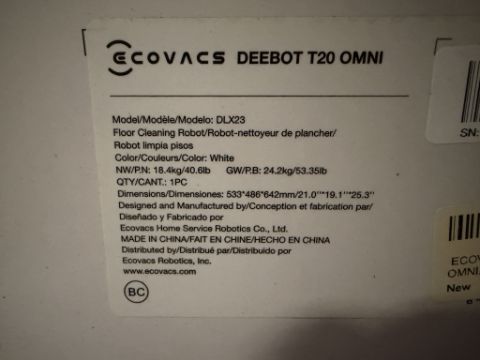 ECOVACS DEEBOT T20 OMNI
Model/Modèle/Modelo: DLX23
Floor Cleaning Robot/Robot-nettoyeur de plancher/
Robot limpia pisos
Color/Couleurs/Color: White
NW/P.N: 18.4kg/40.6lb GW/P.B: 24.2kg/53.35lb
QTY/CANT.: 1PC
Dimensions/Dimensiones: 533*486*642mm/21.0"*19.1"*25.3"
Designed and Manufactured by/Conception et fabrication par/
Diseñado y Fabricado por
Ecovacs Home Service Robotics Co., Ltd.
MADE IN CHINA/FAIT EN CHINE/HECHO EN CHINA
Distributed by/Distribué par/Distribuido por
Ecovacs Robotics, Inc.
www.ecovacs.com
BC
SN:
OMNI
New